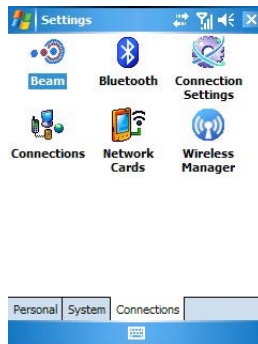 Settings
Beam
Bluetooth
Connection
Settings
Connections
Network
Cards
Wireless
Manager
Personal System Connections